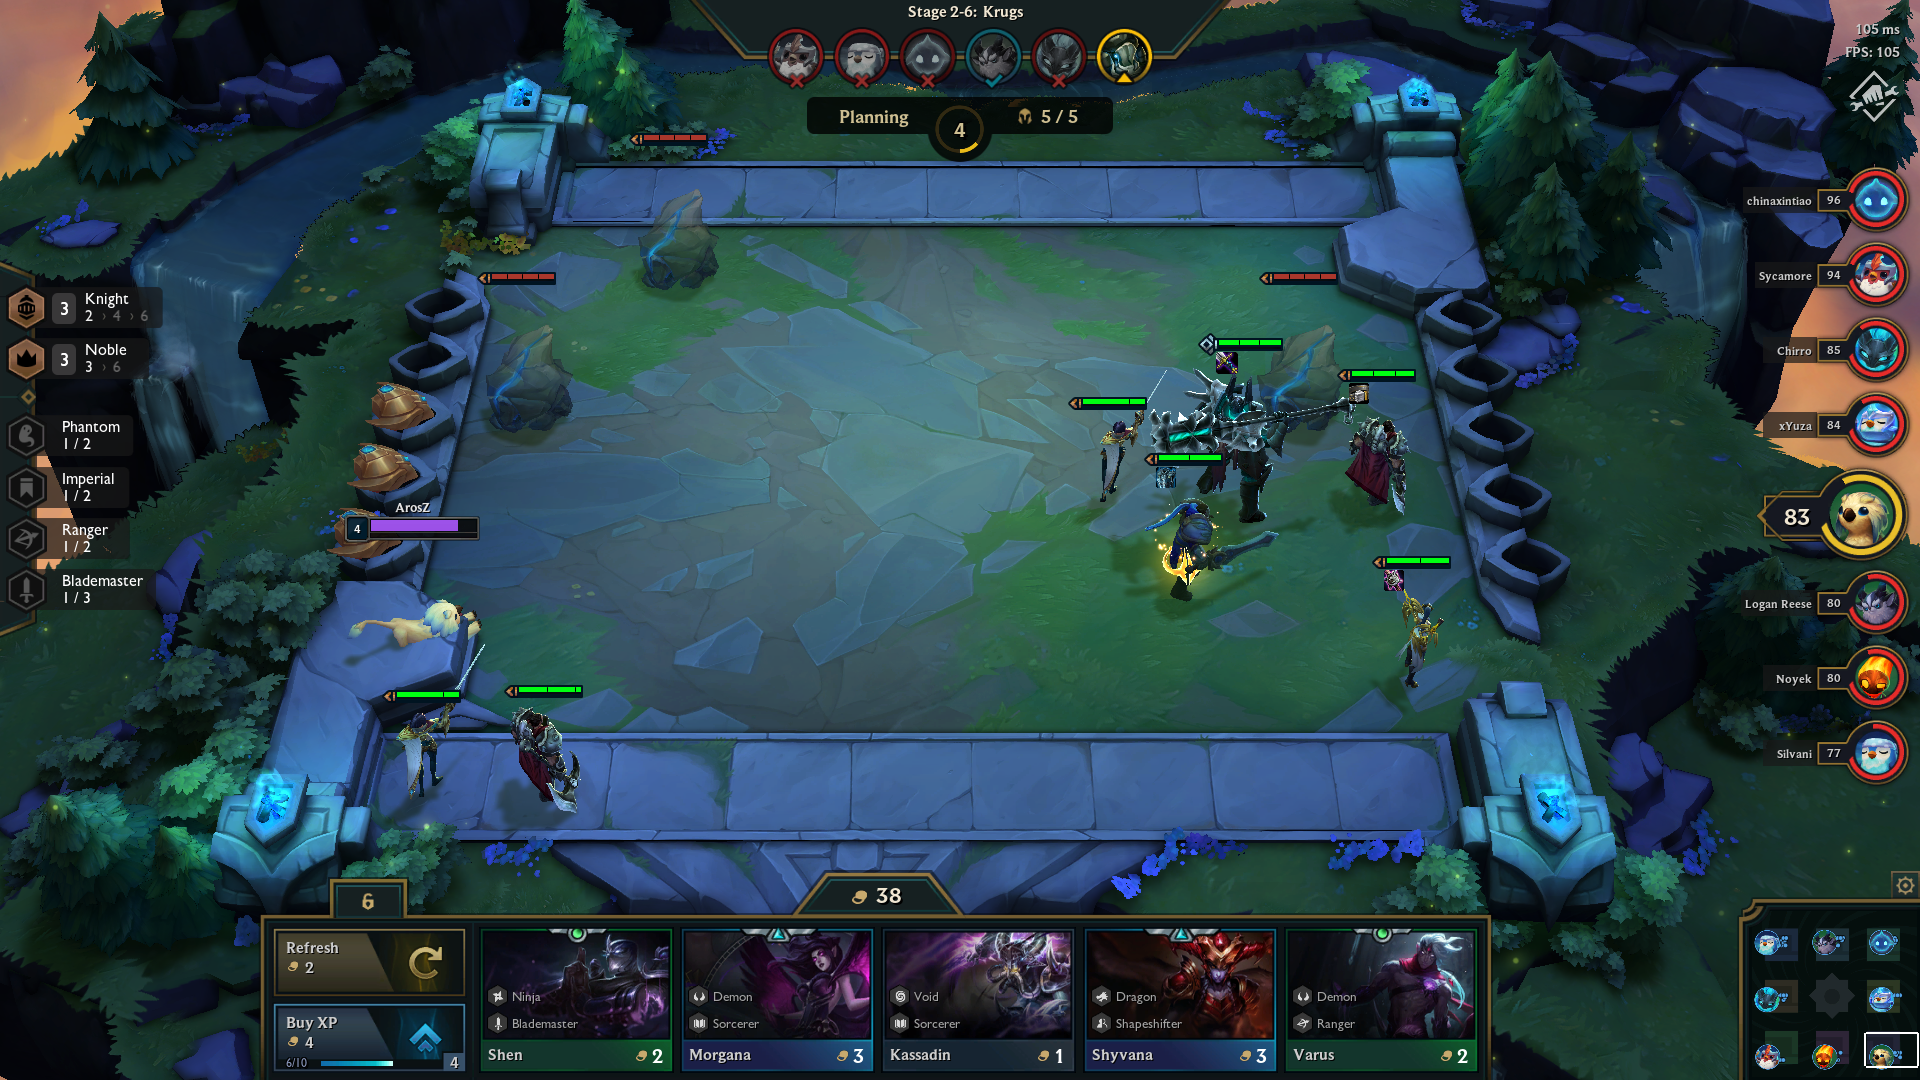 Stage 2-6: Krugs
105 ms
FPS: 105
Planning
4
5 / 5
chinaxintiao 96
Sycamore 94
Chirro 85
xYuza 84
83
Logan Reese 80
Noyek 80
Silvani 77
3 Knight
2 › 4 › 6
3 Noble
3 › 6
Phantom
1 / 2
Imperial
1 / 2
Ranger
1 / 2
Blademaster
1 / 3
ArosZ
4
6
38
Refresh
2
Buy XP
4
6/10
4
Ninja
Blademaster
Shen 2
Demon
Sorcerer
Morgana 3
Void
Sorcerer
Kassadin 1
Dragon
Shapeshifter
Shyvana 3
Demon
Ranger
Varus 2